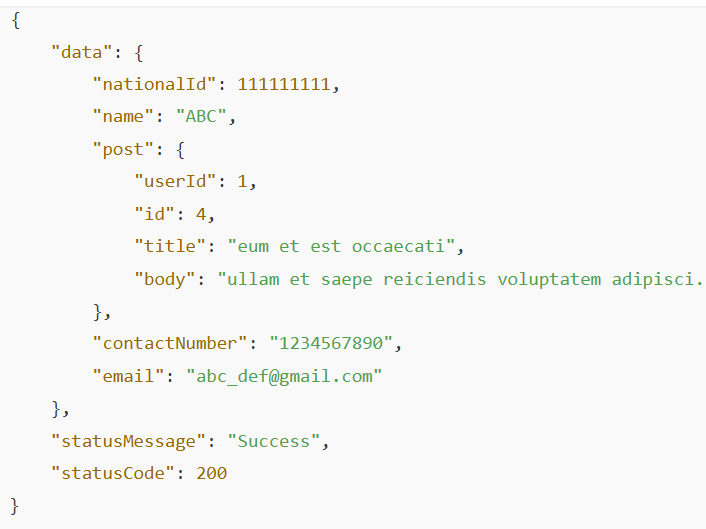 {
    "data": {
        "nationalId": 111111111,
        "name": "ABC",
        "post": {
            "userId": 1,
            "id": 4,
            "title": "eum et est occaecati",
            "body": "ullam et saepe reiciendis voluptatem adipisci.
        },
        "contactNumber": "1234567890",
        "email": "abc_def@gmail.com"
    },
    "statusMessage": "Success",
    "statusCode": 200
}